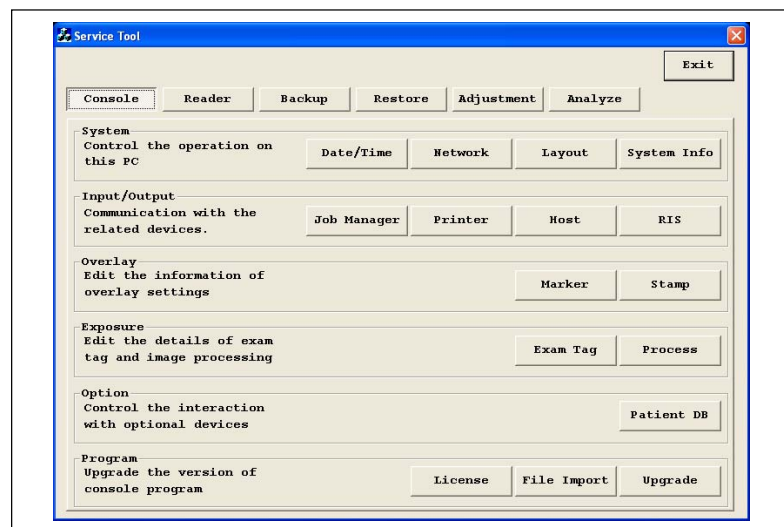 Service Tool
Exit
Console Reader Backup Restore Adjustment Analyze
System
Control the operation on
this PC
Date/Time Network Layout System Info
Input/Output
Communication with the
related devices.
Job Manager Printer Host RIS
Overlay
Edit the information of
overlay settings
Marker Stamp
Exposure
Edit the details of exam
tag and image processing
Exam Tag Process
Option
Control the interaction
with optional devices
Patient DB
Program
Upgrade the version of
console program
License File Import Upgrade